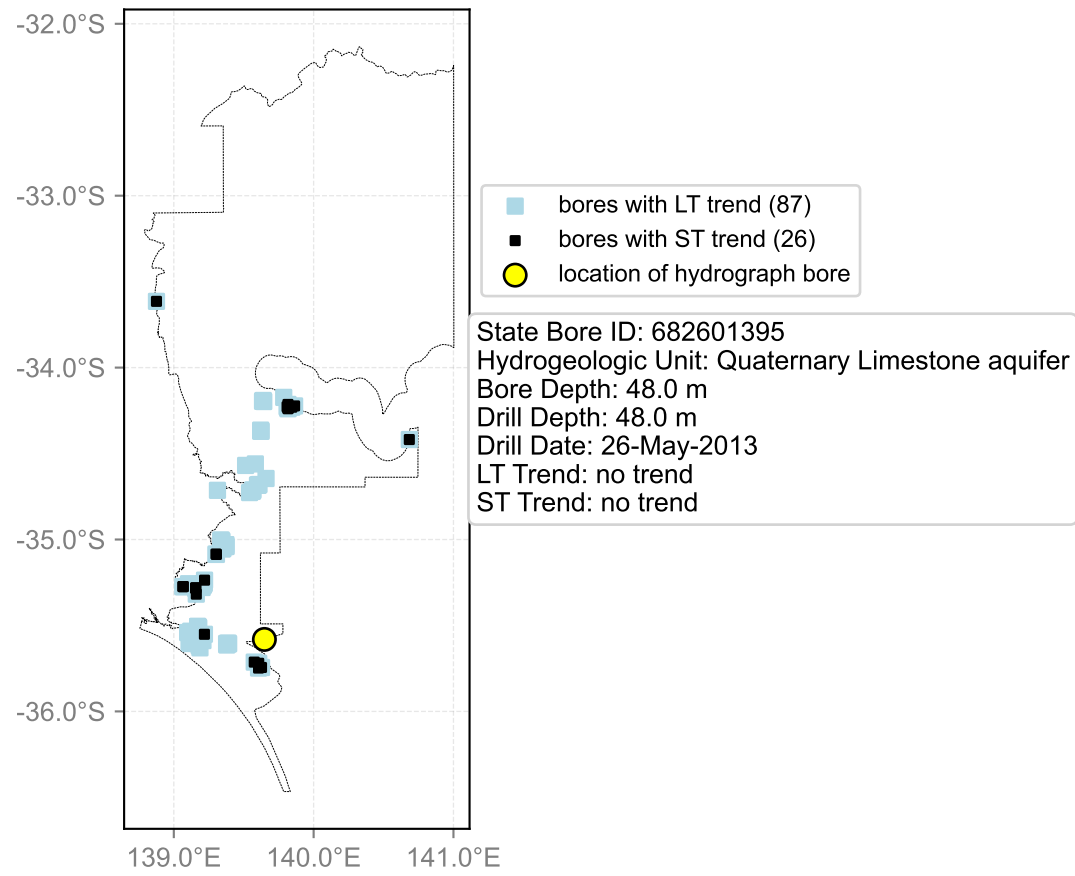 -32.0°S
-33.0°S
-34.0°S
-35.0°S
-36.0°S
139.0°E 140.0°E 141.0°E
bores with LT trend (87)
bores with ST trend (26)
location of hydrograph bore
State Bore ID: 682601395
Hydrogeologic Unit: Quaternary Limestone aquifer
Bore Depth: 48.0 m
Drill Depth: 48.0 m
Drill Date: 26-May-2013
LT Trend: no trend
ST Trend: no trend